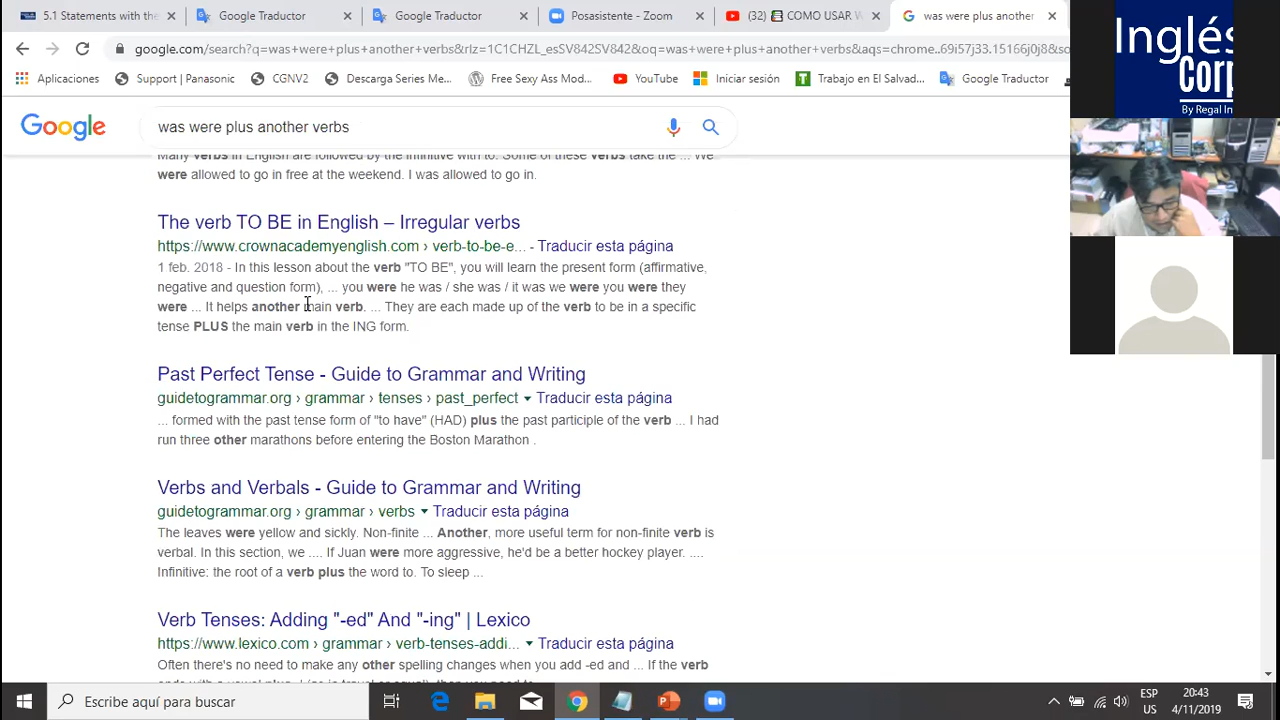 5.1 Statements with the
Google Traductor
Google Traductor
Posasistente - Zoom
(32) COMO USAR W
was were plus another
google.com/search?q=was+were+plus+another+verbs&rlz=1C1CHZL_esSV842SV842&oq=was+were+plus+another+verbs&aqs=chrome..69i57j33.15166j0j8&so
Aplicaciones
Support | Panasonic
CGNV2
Descarga Series Me...
Free Sexy Ass Mod...
YouTube
Iniciar sesión
Trabajo en El Salvad...
Google Traductor
Inglés
Corp
By Regal In
Google
was were plus another verbs
Many verbs in English are followed by the infinitive with to. Some of these verbs take the ... We
were allowed to go in free at the weekend. I was allowed to go in.
The verb TO BE in English – Irregular verbs
https://www.crownacademyenglish.com › verb-to-be-e... - Traducir esta página
1 feb. 2018 - In this lesson about the verb "TO BE", you will learn the present form (affirmative,
negative and question form), ... you were he was / she was / it was we were you were they
were ... It helps another main verb. ... They are each made up of the verb to be in a specific
tense PLUS the main verb in the ING form.
Past Perfect Tense - Guide to Grammar and Writing
guidetogrammar.org › grammar › tenses › past_perfect Traducir esta página
... formed with the past tense form of "to have" (HAD) plus the past participle of the verb ... I had
run three other marathons before entering the Boston Marathon .
Verbs and Verbals - Guide to Grammar and Writing
guidetogrammar.org › grammar › verbs Traducir esta página
The leaves were yellow and sickly. Non-finite ... Another, more useful term for non-finite verb is
verbal. In this section, we .... If Juan were more aggressive, he'd be a better hockey player. ....
Infinitive: the root of a verb plus the word to. To sleep ...
Verb Tenses: Adding "-ed" And "-ing" | Lexico
https://www.lexico.com › grammar › verb-tenses-addi... Traducir esta página
Often there's no need to make any other spelling changes when you add -ed and ... If the verb
Escribe aquí para buscar
ESP
US
20:43
4/11/2019